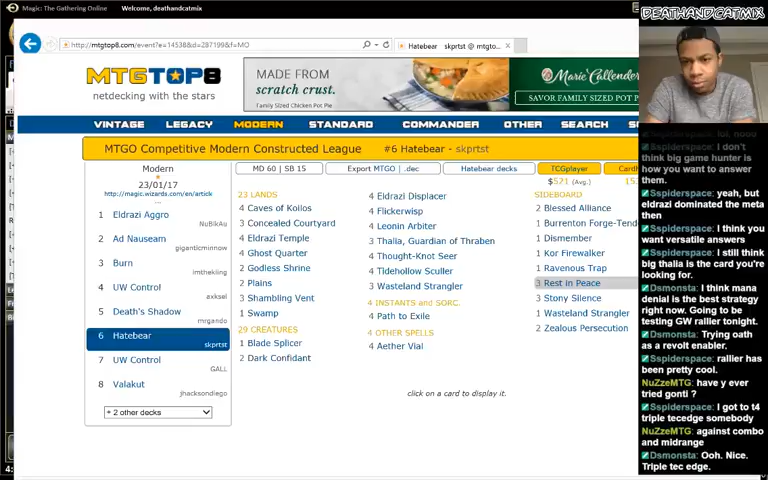 Magic: The Gathering Online
Welcome, deathandcatmix
DEATHANDCATMIX
http://mtgtop8.com/event?e=14538&d=287199&f=MO
Hatebear skprtst @ mtgto...
MTGTOP8
netdecking with the stars
MADE FROM
scratch crust.
Family Sized Chicken Pot Pie
Marie Callender
SAVOR FAMILY SIZED POT
VINTAGE LEGACY MODERN STANDARD COMMANDER OTHER SEARCH
MTGO Competitive Modern Constructed League #6 Hatebear - skprtst
Modern
23/01/17
http://magic.wizards.com/en/article
...
1 Eldrazi Aggro
NuBlkAu
2 Ad Nauseam
giganticminnow
3 Burn
imthekiing
4 UW Control
axksel
5 Death's Shadow
mrgando
6 Hatebear
skprtst
7 UW Control
GALL
8 Valakut
jhacksondiego
+ 2 other decks
MD 60 | SB 15
Export MTGO | .dec
Hatebear decks
TCGplayer
$521 (Avg.)
23 LANDS
4 Caves of Koilos
3 Concealed Courtyard
4 Eldrazi Temple
4 Ghost Quarter
2 Godless Shrine
2 Plains
3 Shambling Vent
1 Swamp
29 CREATURES
1 Blade Splicer
2 Dark Confidant
4 Eldrazi Displacer
4 Flickerwisp
4 Leonin Arbiter
3 Thalia, Guardian of Thraben
4 Thought-Knot Seer
4 Tidehollow Sculler
3 Wasteland Strangler
4 INSTANTS and SORC.
4 Path to Exile
4 OTHER SPELLS
4 Aether Vial
SIDEBOARD
2 Blessed Alliance
1 Burrenton Forge-Tend
1 Dismember
1 Kor Firewalker
1 Ravenous Trap
3 Rest in Peace
3 Stony Silence
1 Wasteland Strangler
2 Zealous Persecution
click on a card to display it.
lol, nooo
Sspiderspace: I don't
think big game hunter is
how you want to answer
them.
Sspiderspace: yeah, but
eldrazi dominated the meta
then
Sspiderspace: I think you
want versatile answers
Sspiderspace: I still think
big thalia is the card you're
looking for.
Dsmonsta: I think mana
denial is the best strategy
right now. Going to be
testing GW rallier tonight.
Dsmonsta: Trying oath
as a revolt enabler.
Sspiderspace: rallier has
been pretty cool.
NuZzeMTG: have y ever
tried gonti ?
Sspiderspace: I got to t4
triple tecedge somebody
NuZzeMTG: against combo
and midrange
Dsmonsta: Ooh. Nice.
Triple tec edge.